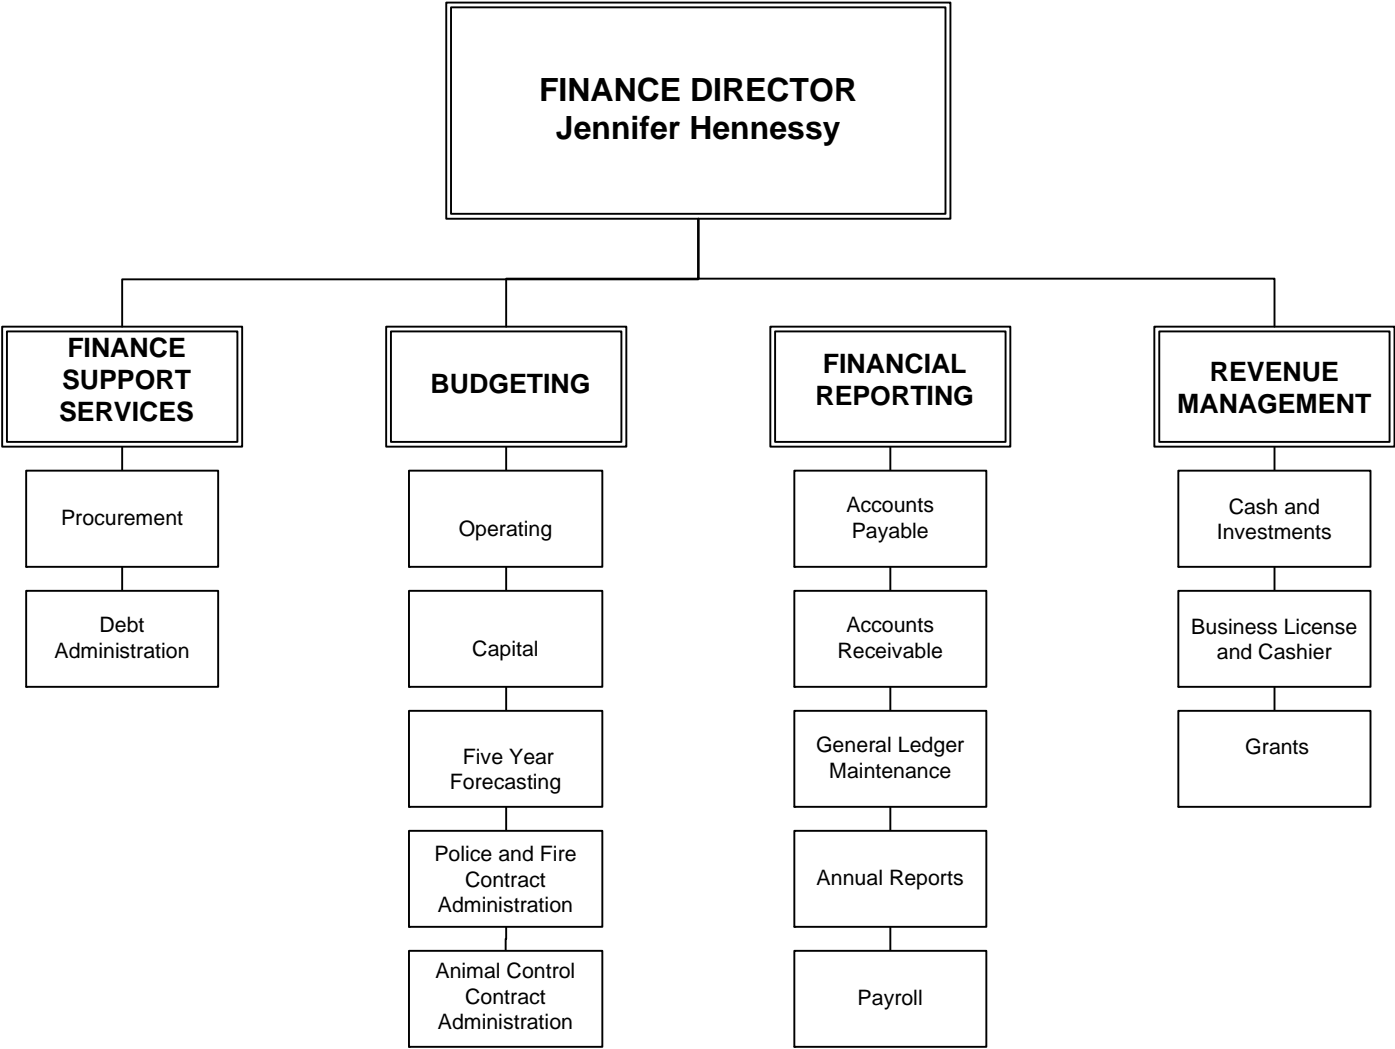 FINANCE DIRECTOR
Jennifer Hennessy
FINANCE
SUPPORT
SERVICES
BUDGETING
FINANCIAL
REPORTING
REVENUE
MANAGEMENT
Procurement
Debt
Administration
Operating
Capital
Five Year
Forecasting
Police and Fire
Contract
Administration
Animal Control
Contract
Administration
Accounts
Payable
Accounts
Receivable
General Ledger
Maintenance
Annual Reports
Payroll
Cash and
Investments
Business License
and Cashier
Grants